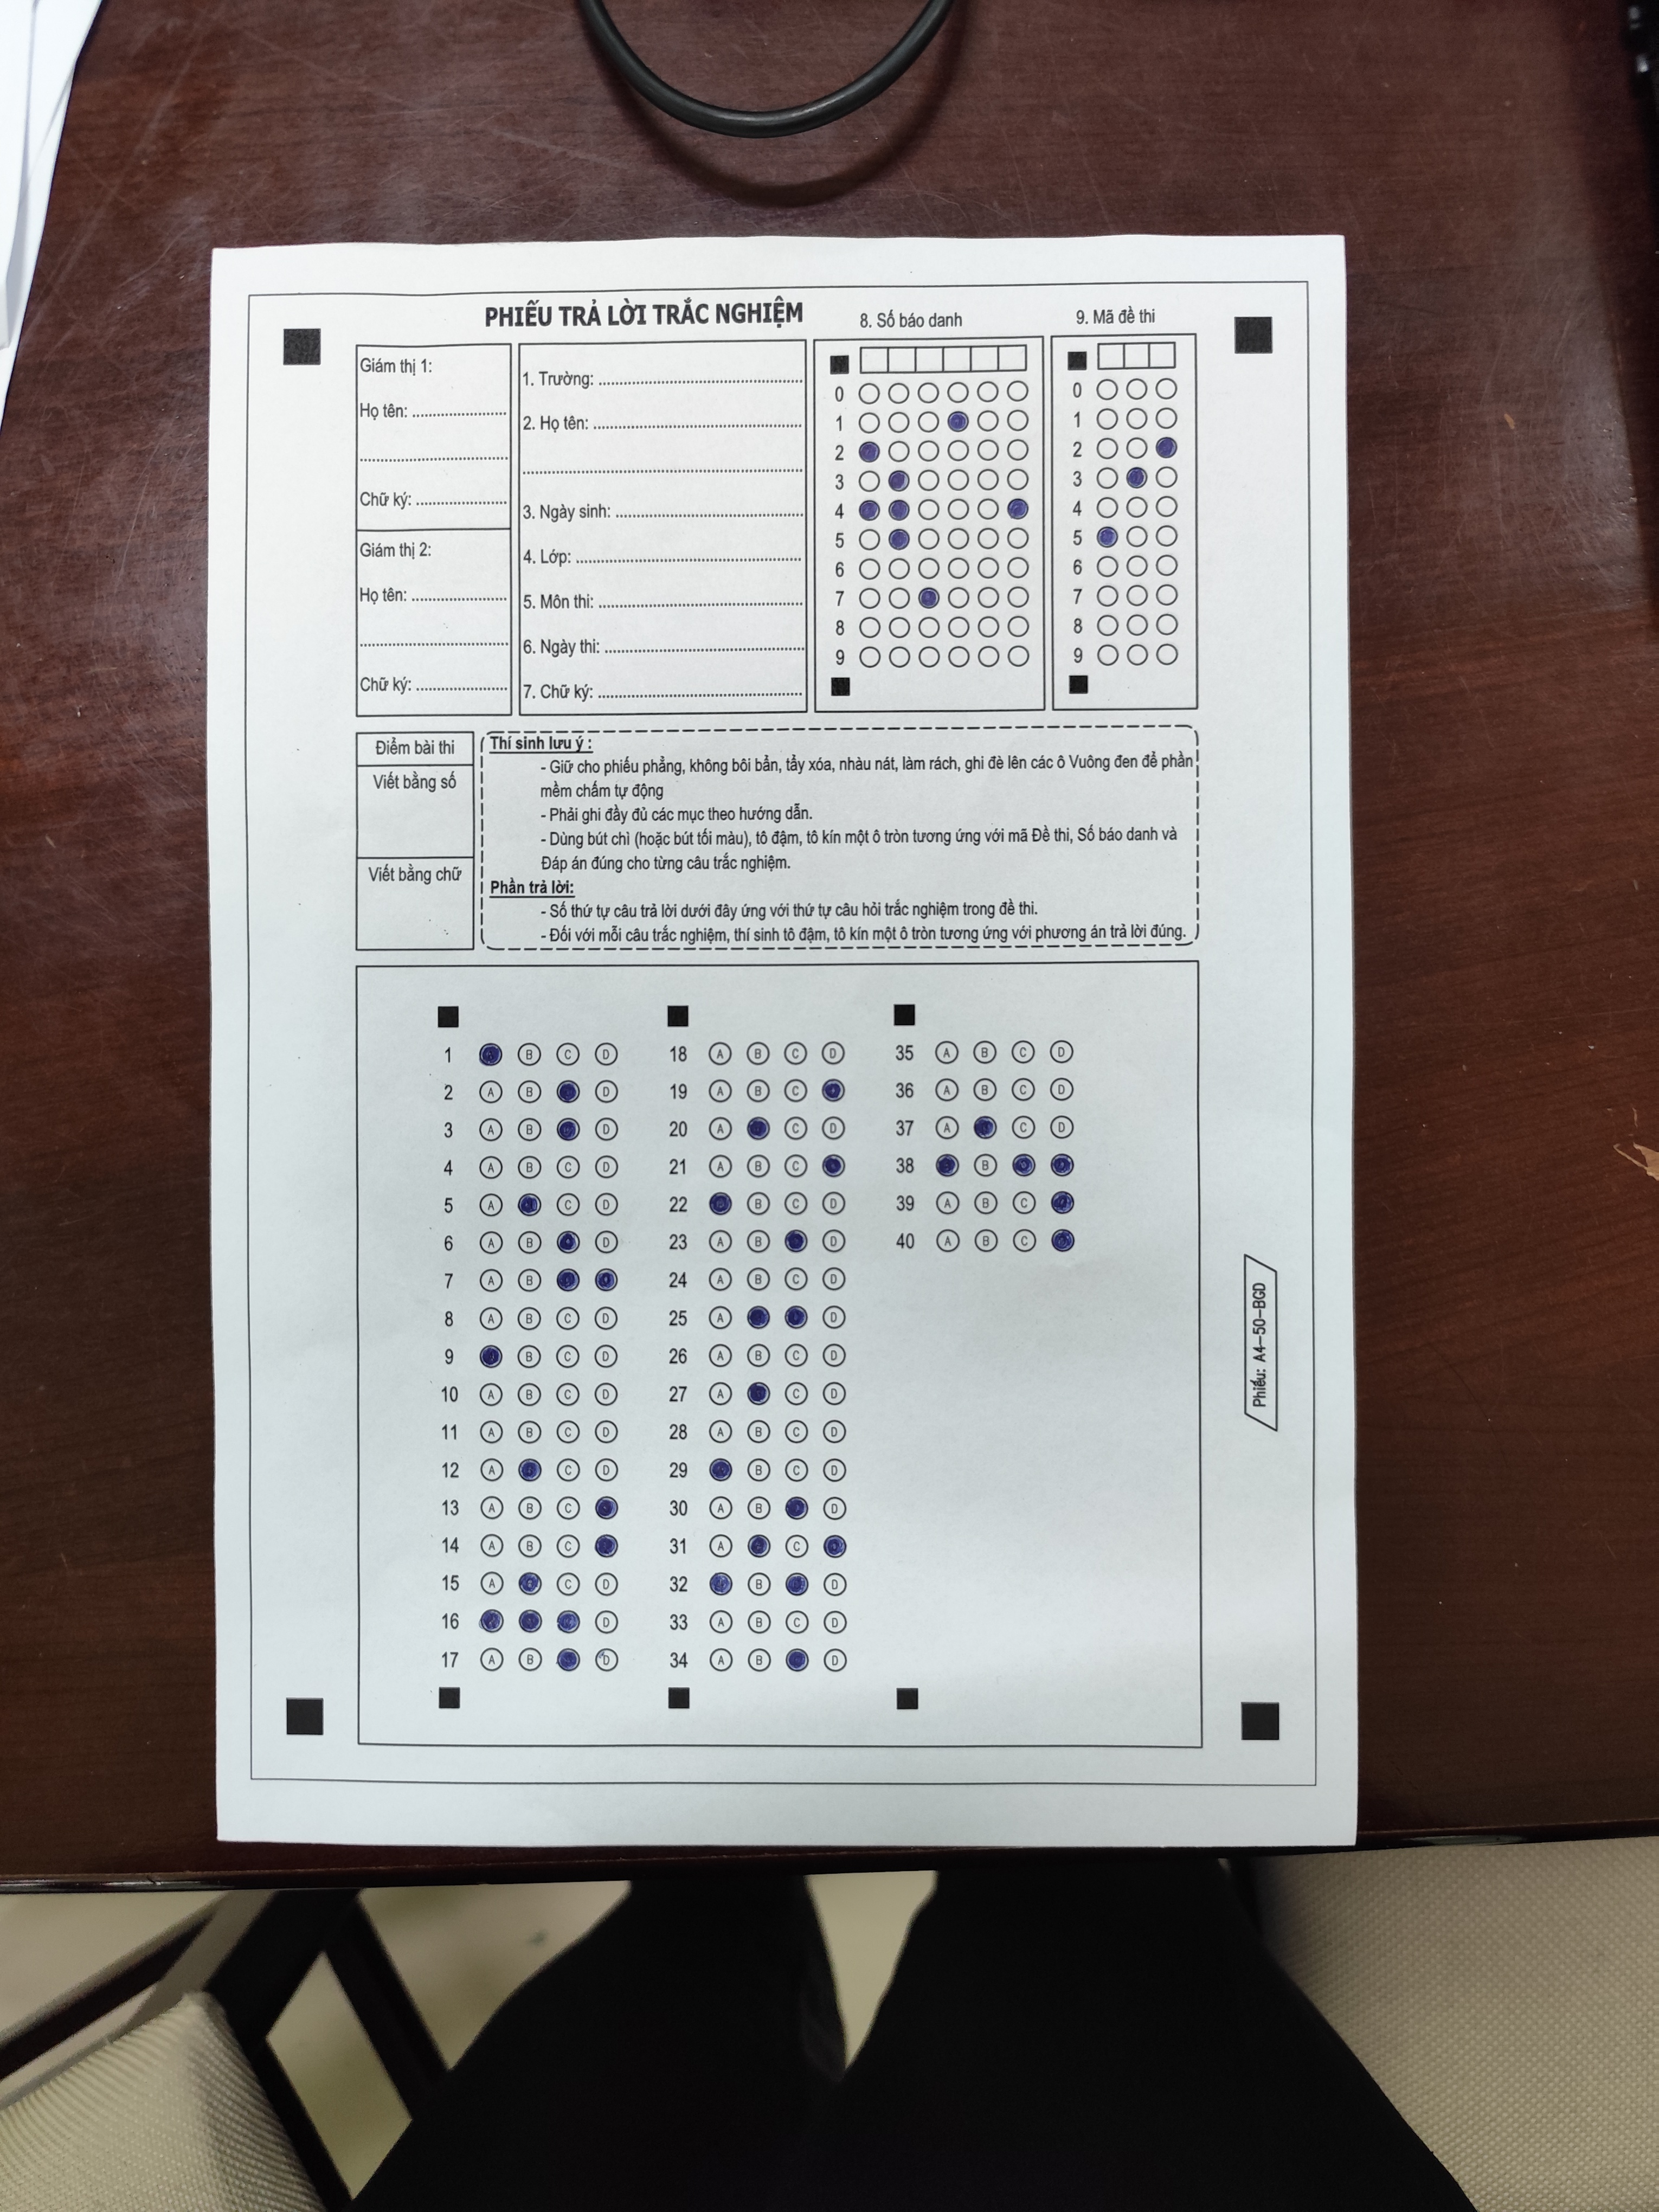 PHIẾU TRẢ LỜI TRẮC NGHIỆM
8. Số báo danh
9. Mã đề thi
Giám thị 1:
Họ tên: ........................
......................................
Chữ ký: .......................
Giám thị 2:
Họ tên: ........................
......................................
Chữ ký: .......................
1. Trường: ....................................................
2. Họ tên: .....................................................
........................................................................
3. Ngày sinh: ...............................................
4. Lớp: .........................................................
5. Môn thi: ...................................................
6. Ngày thi: ..................................................
7. Chữ ký: ....................................................
0
1
2
3
4
5
6
7
8
9
0
1
2
3
4
5
6
7
8
9
Điểm bài thi
Viết bằng số
Viết bằng chữ
Thí sinh lưu ý :
- Giữ cho phiếu phẳng, không bôi bản, tẩy xóa, nhàu nát, làm rách, ghi đè lên các ô Vuông đen để phần
mềm chấm tự động
- Phải ghi đầy đủ các mục theo hướng dẫn.
- Dùng bút chì (hoặc bút tối màu), tô đậm, tô kín một ô tròn tương ứng với mã Đề thi, Số báo danh và
Đáp án đúng cho từng câu trắc nghiệm.
Phần trả lời:
- Số thứ tự câu trả lời dưới đây ứng với thứ tự câu hỏi trắc nghiệm trong đề thi.
- Đối với mỗi câu trắc nghiệm, thí sinh tô đậm, tô kín một ô tròn tương ứng với phương án trả lời đúng.
1 B C D
2 A B D
3 A B D
4 A B C D
5 A C D
6 A B D
7 A B
8 A B C D
9 B C D
10 A B C D
11 A B C D
12 A C D
13 A B C
14 A B C
15 A C D
16 D
17 A B D
18 A B C D
19 A B C
20 A C D
21 A B C
22 B C D
23 A B D
24 A B C D
25 A D
26 A B C D
27 A C D
28 A B C D
29 B C D
30 A B D
31 A C
32 B D
33 A B C D
34 A B D
35 A B C D
36 A B C D
37 A C D
38 B
39 A B C
40 A B C
Phiếu: A4-50-BGD